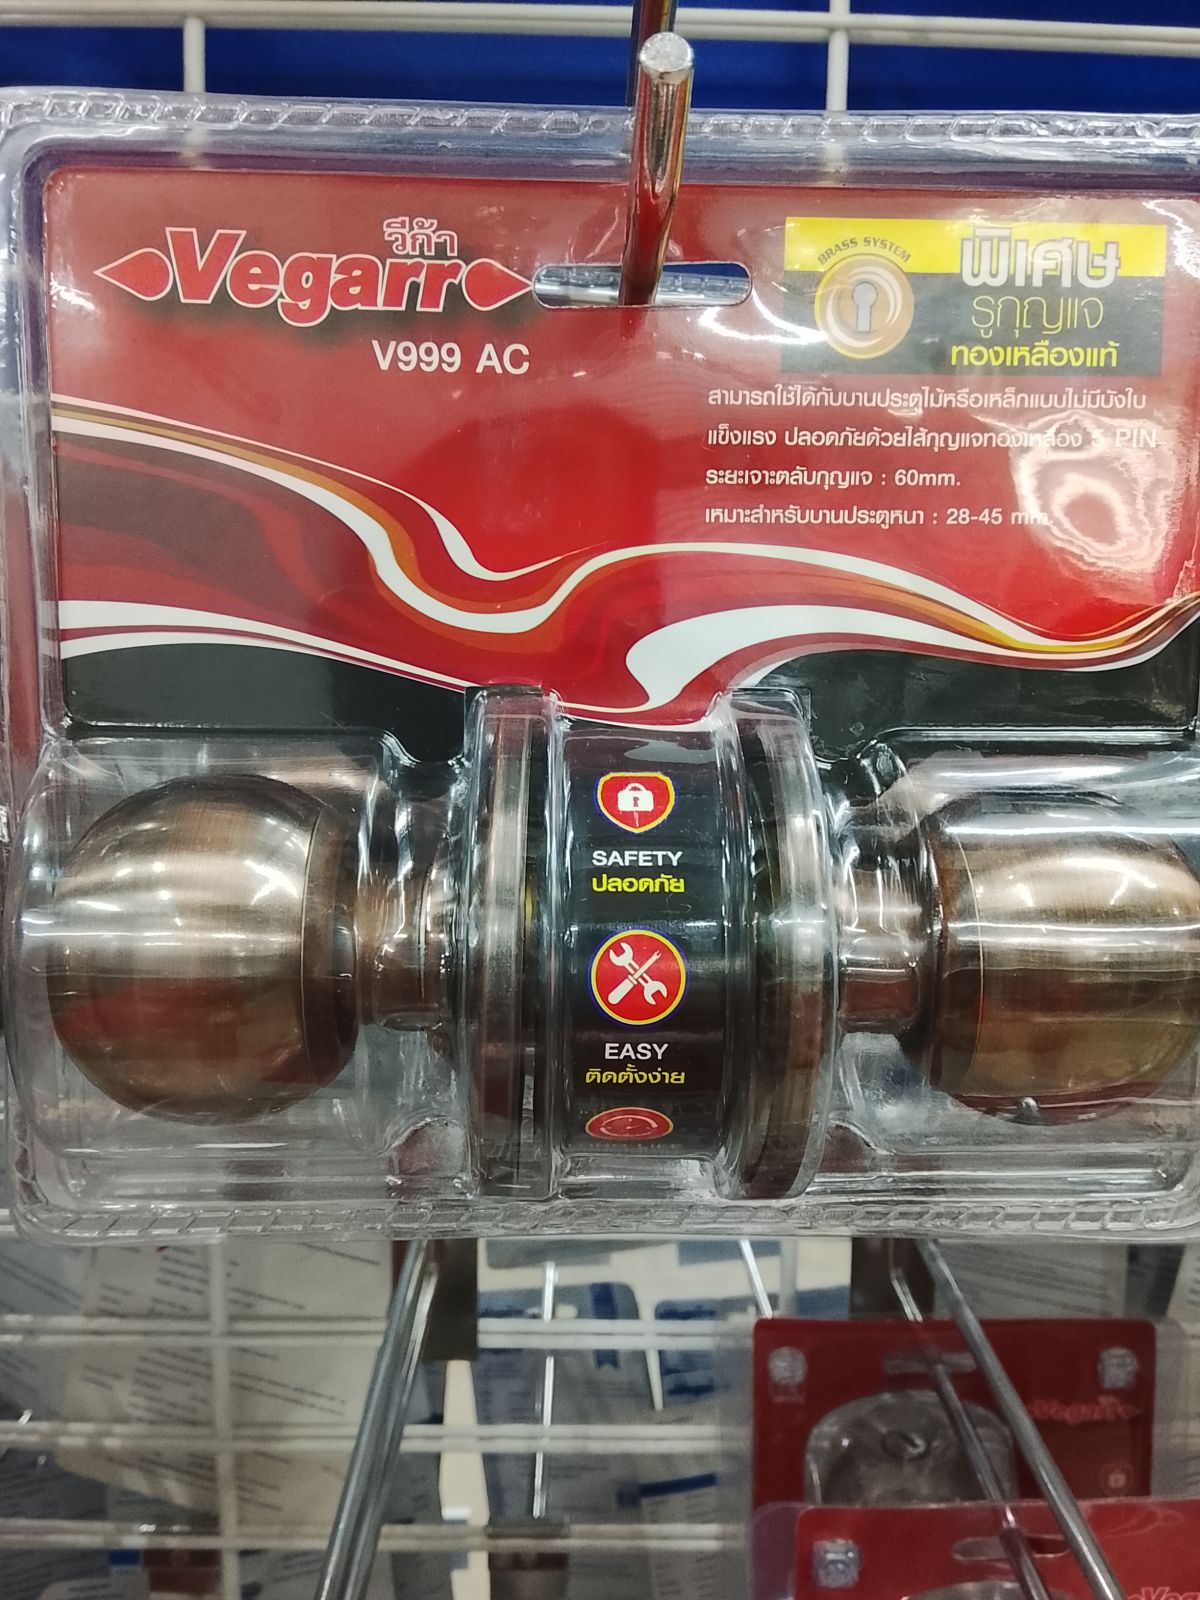 วีก้า
Vegarr
V999 AC
BRASS SYSTEM
พิเศษ
รูกุญแจ
ทองเหลืองแท้
สามารถใช้ได้กับบานประตูไม้หรือเหล็กแบบไม่มีบังใบ
แข็งแรง ปลอดภัยด้วยไส้กุญแจทองเหลือง 5 PIN
ระยะเจาะตลับกุญแจ : 60mm.
เหมาะสำหรับบานประตูหนา : 28-45 mm.
SAFETY
ปลอดภัย
EASY
ติดตั้งง่าย
Vegarr